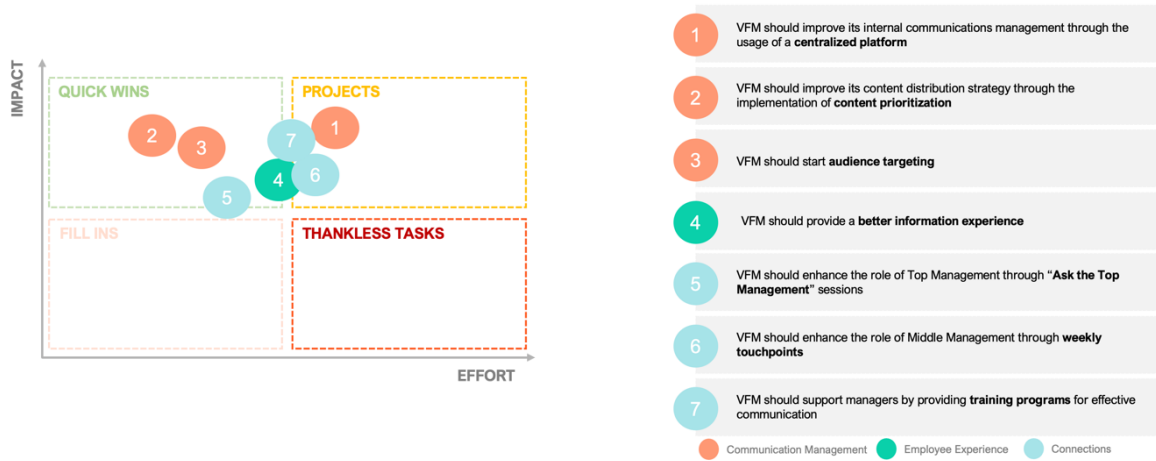 IMPACT
QUICK WINS
PROJECTS
1
2
3
7
6
4
5
FILL INS
THANKLESS TASKS
EFFORT
1
VFM should improve its internal communications management through the
usage of a centralized platform
2
VFM should improve its content distribution strategy through the
implementation of content prioritization
3
VFM should start audience targeting
4
VFM should provide a better information experience
5
VFM should enhance the role of Top Management through “Ask the Top
Management” sessions
6
VFM should enhance the role of Middle Management through weekly
touchpoints
7
VFM should support managers by providing training programs for effective
communication
Communication Management
Employee Experience
Connections